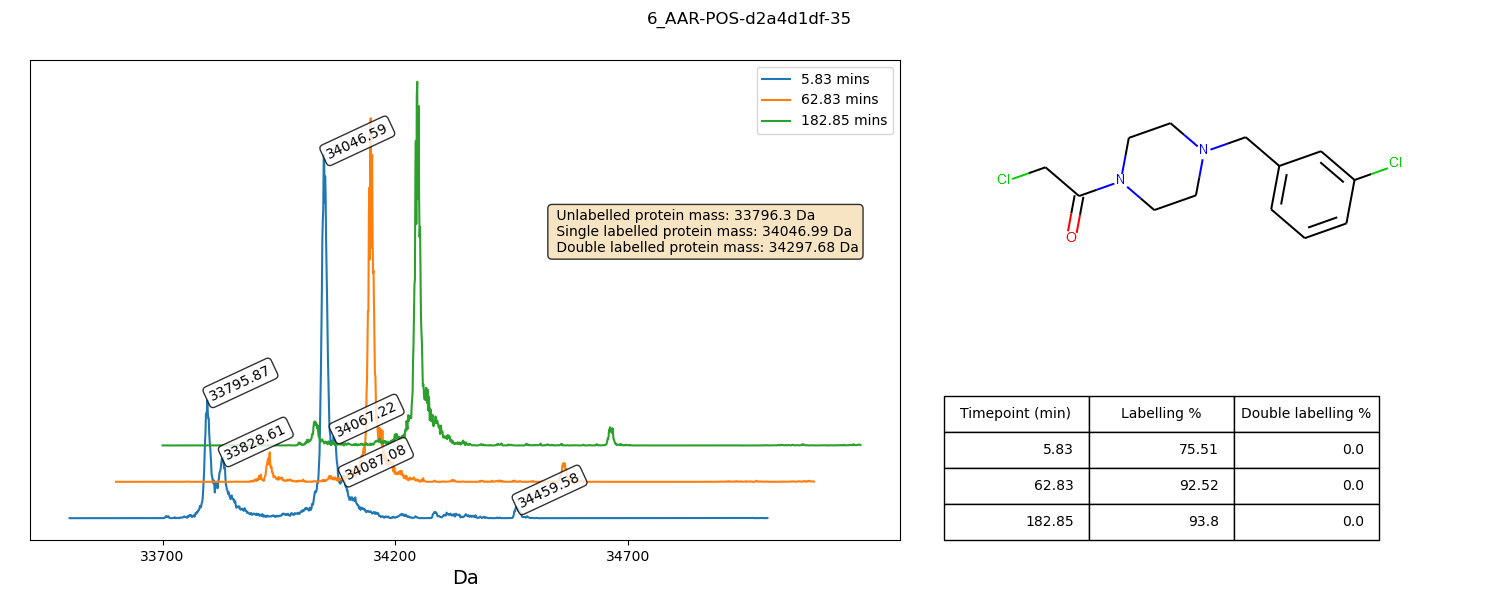 6_AAR-POS-d2a4d1df-35
5.83 mins
62.83 mins
182.85 mins
34046.59
Unlabelled protein mass: 33796.3 Da
Single labelled protein mass: 34046.99 Da
Double labelled protein mass: 34297.68 Da
33795.87
33828.61
34067.22
34087.08
34459.58
33700 34200 34700
Da
Cl N O N Cl
Timepoint (min) Labelling % Double labelling %
5.83 75.51 0.0
62.83 92.52 0.0
182.85 93.8 0.0